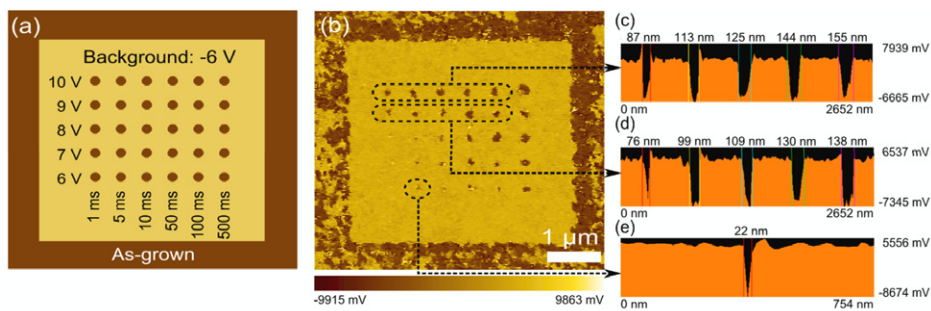 (a)
Background: -6 V
10 V
9 V
8 V
7 V
6 V
1 ms
5 ms
10 ms
50 ms
100 ms
500 ms
As-grown
(b)
1 µm
-9915 mV 9863 mV
(c)
87 nm 113 nm 125 nm 144 nm 155 nm
7939 mV
-6665 mV
0 nm 2652 nm
(d)
76 nm 99 nm 109 nm 130 nm 138 nm
6537 mV
-7345 mV
0 nm 2652 nm
(e)
22 nm
5556 mV
-8674 mV
0 nm 754 nm